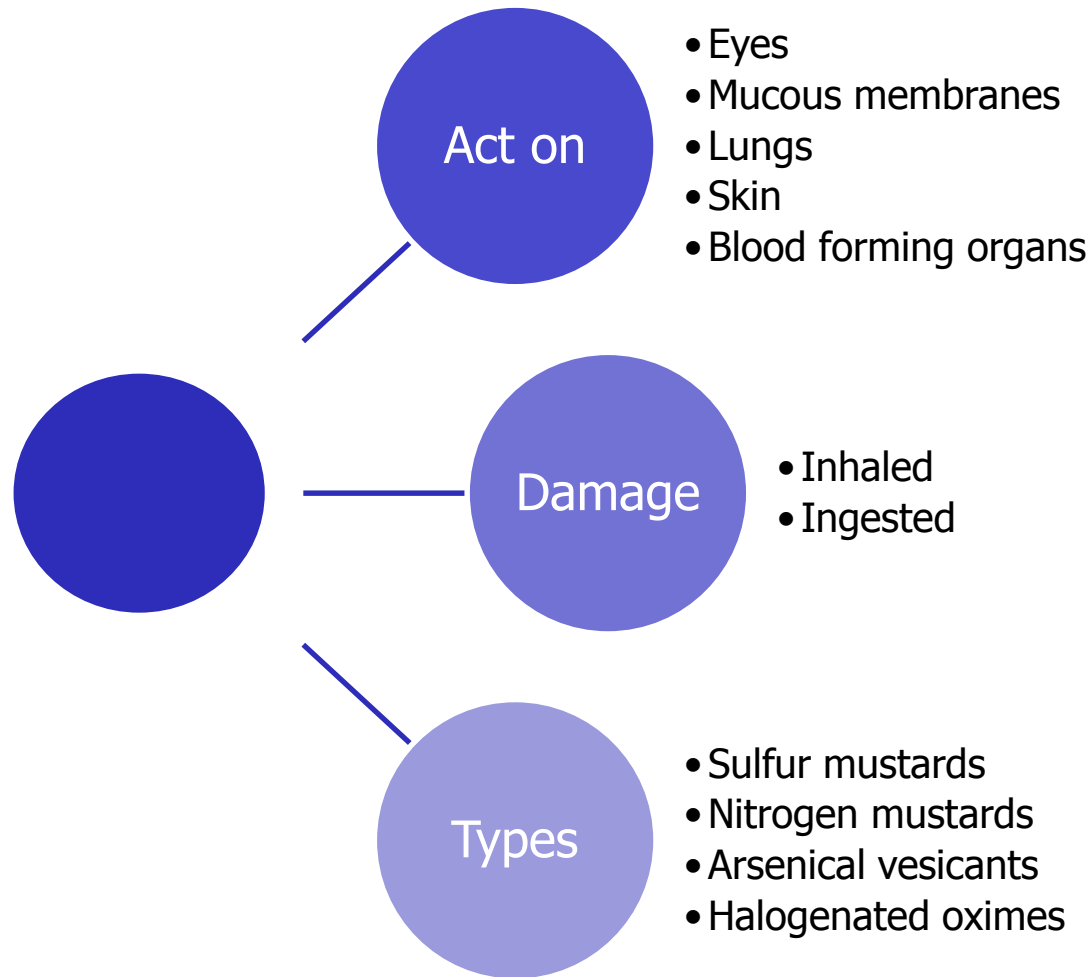 Act on
• Eyes
• Mucous membranes
• Lungs
• Skin
• Blood forming organs
Damage
• Inhaled
• Ingested
Types
• Sulfur mustards
• Nitrogen mustards
• Arsenical vesicants
• Halogenated oximes